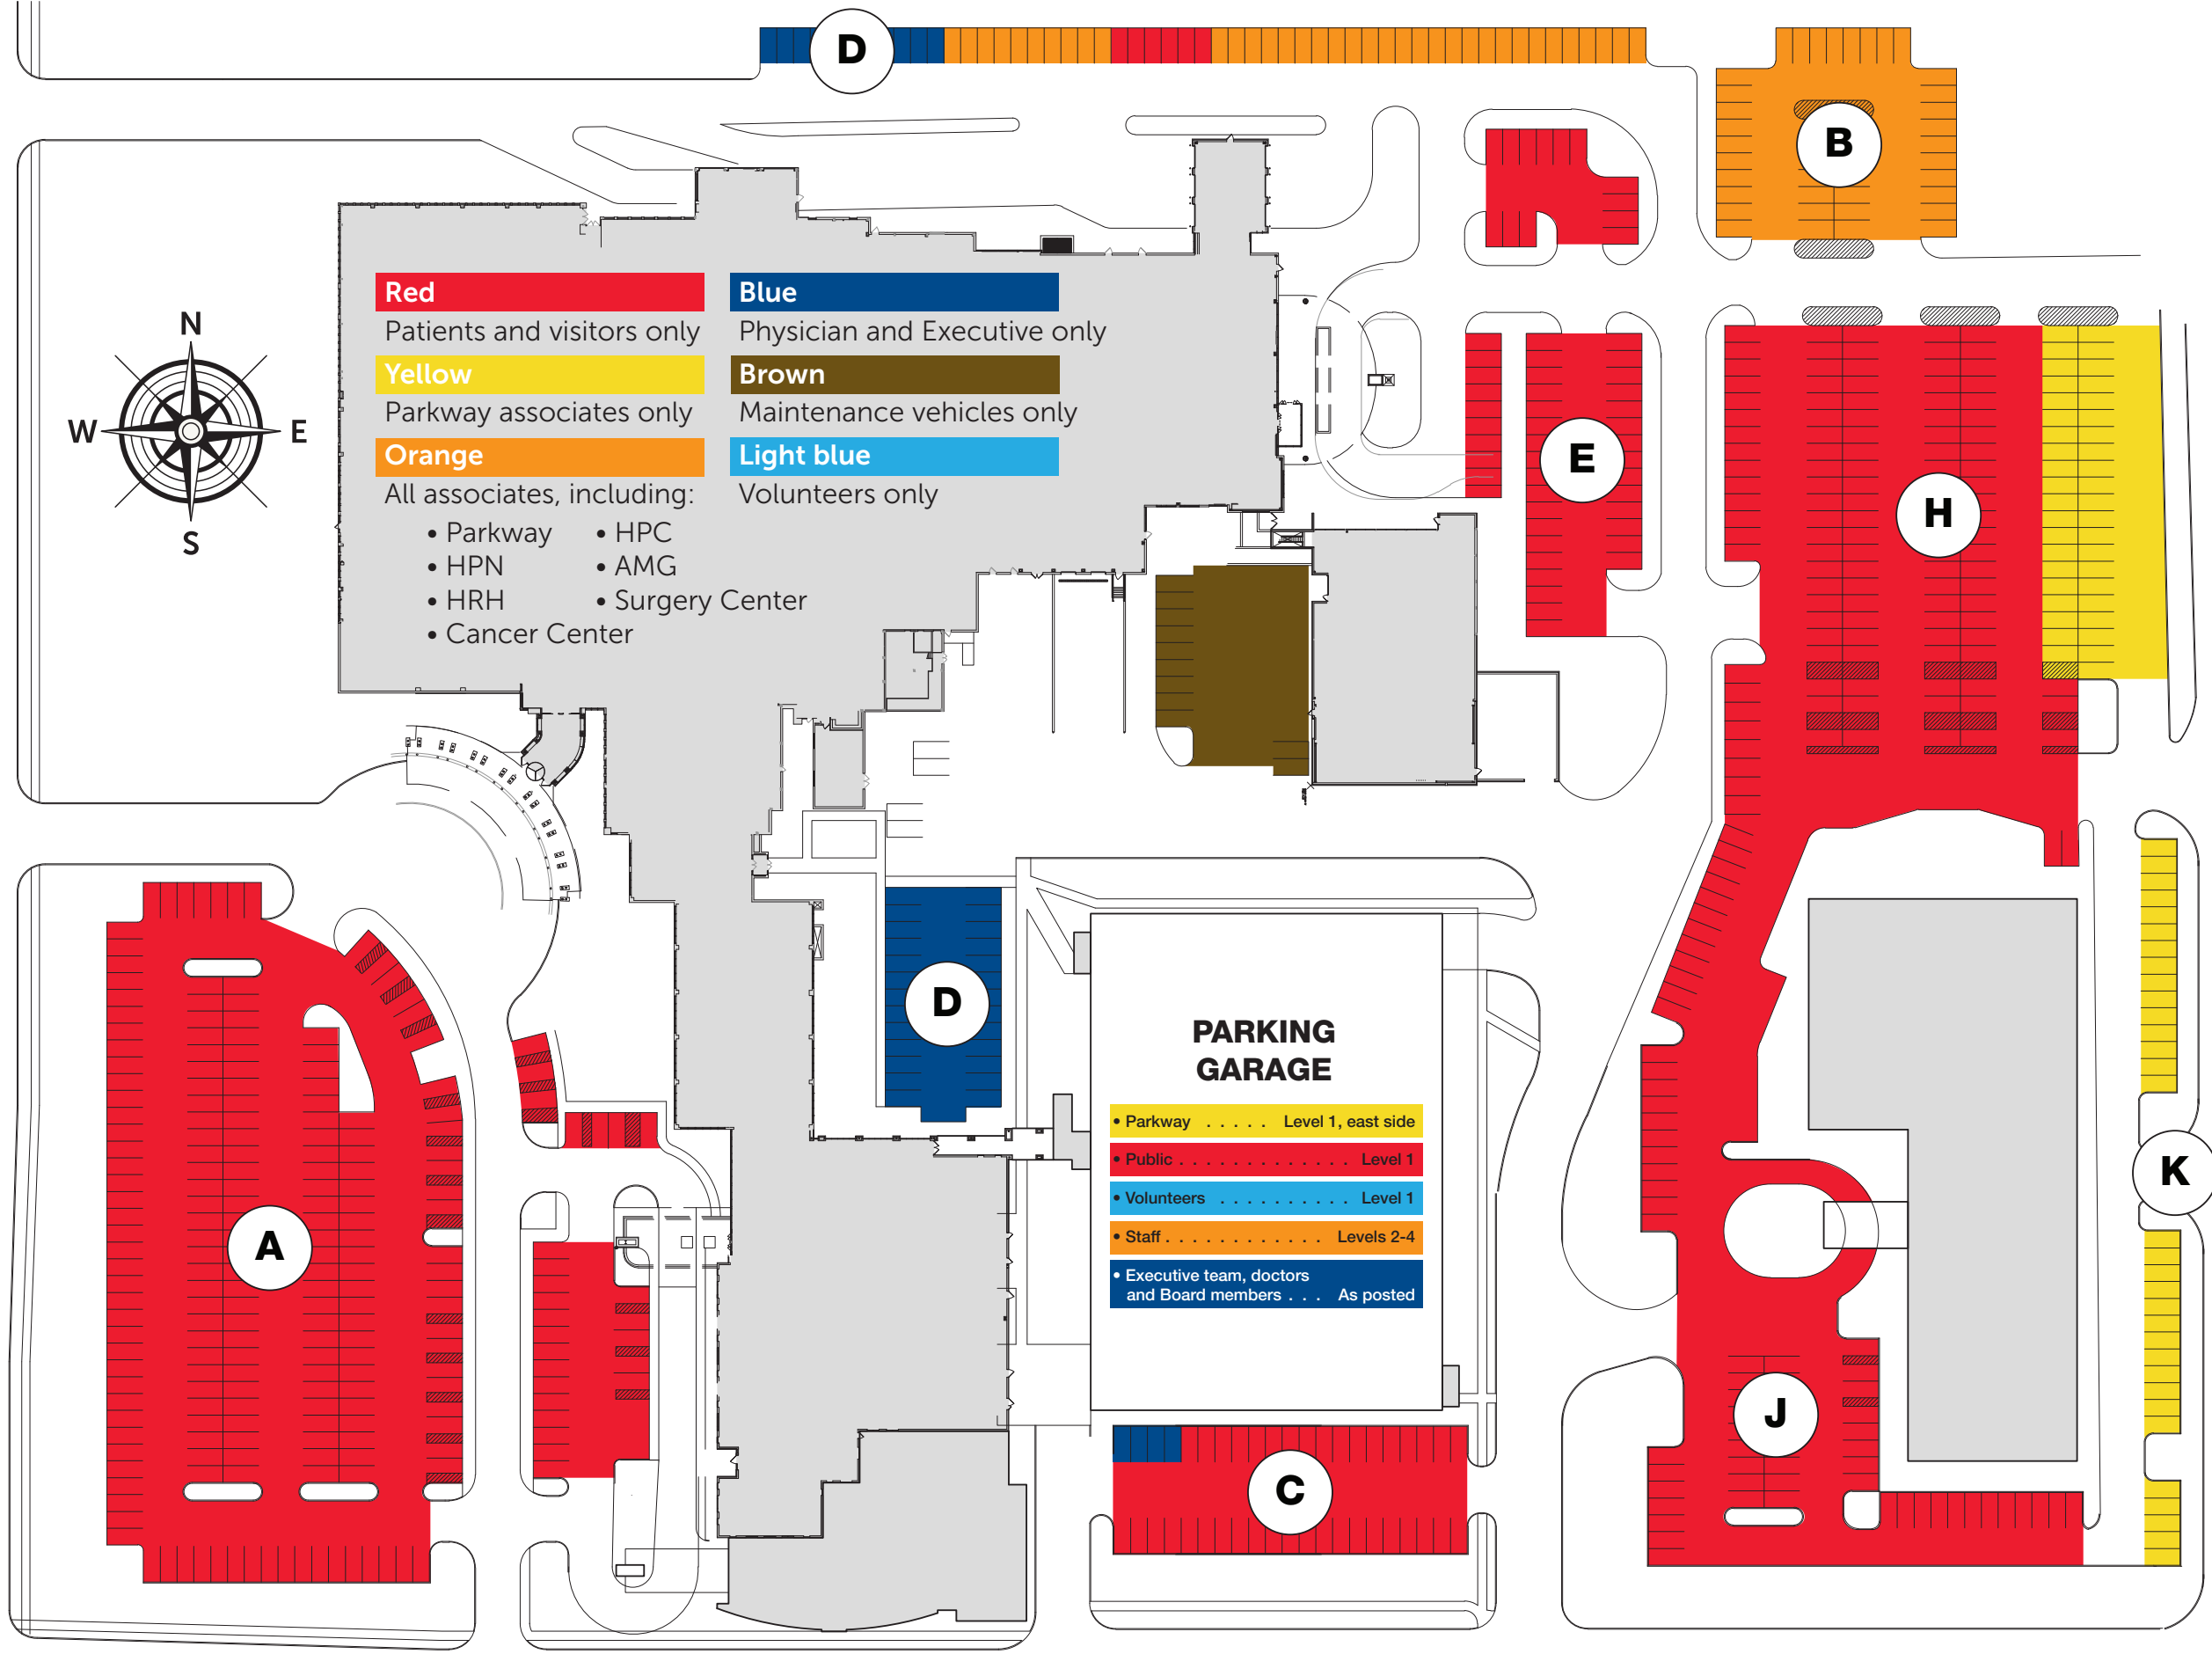 D
B
Red
Patients and visitors only
Yellow
Parkway associates only
Orange
All associates, including:
• Parkway
• HPN
• HRH
• Cancer Center
• HPC
• AMG
• Surgery Center
Blue
Physician and Executive only
Brown
Maintenance vehicles only
Light blue
Volunteers only
N
W
E
S
E
H
D
PARKING
GARAGE
• Parkway . . . . . Level 1, east side
• Public . . . . . . . . . . . . . Level 1
• Volunteers . . . . . . . . . . Level 1
• Staff . . . . . . . . . . . . Levels 2-4
• Executive team, doctors
and Board members . . . As posted
K
A
J
C